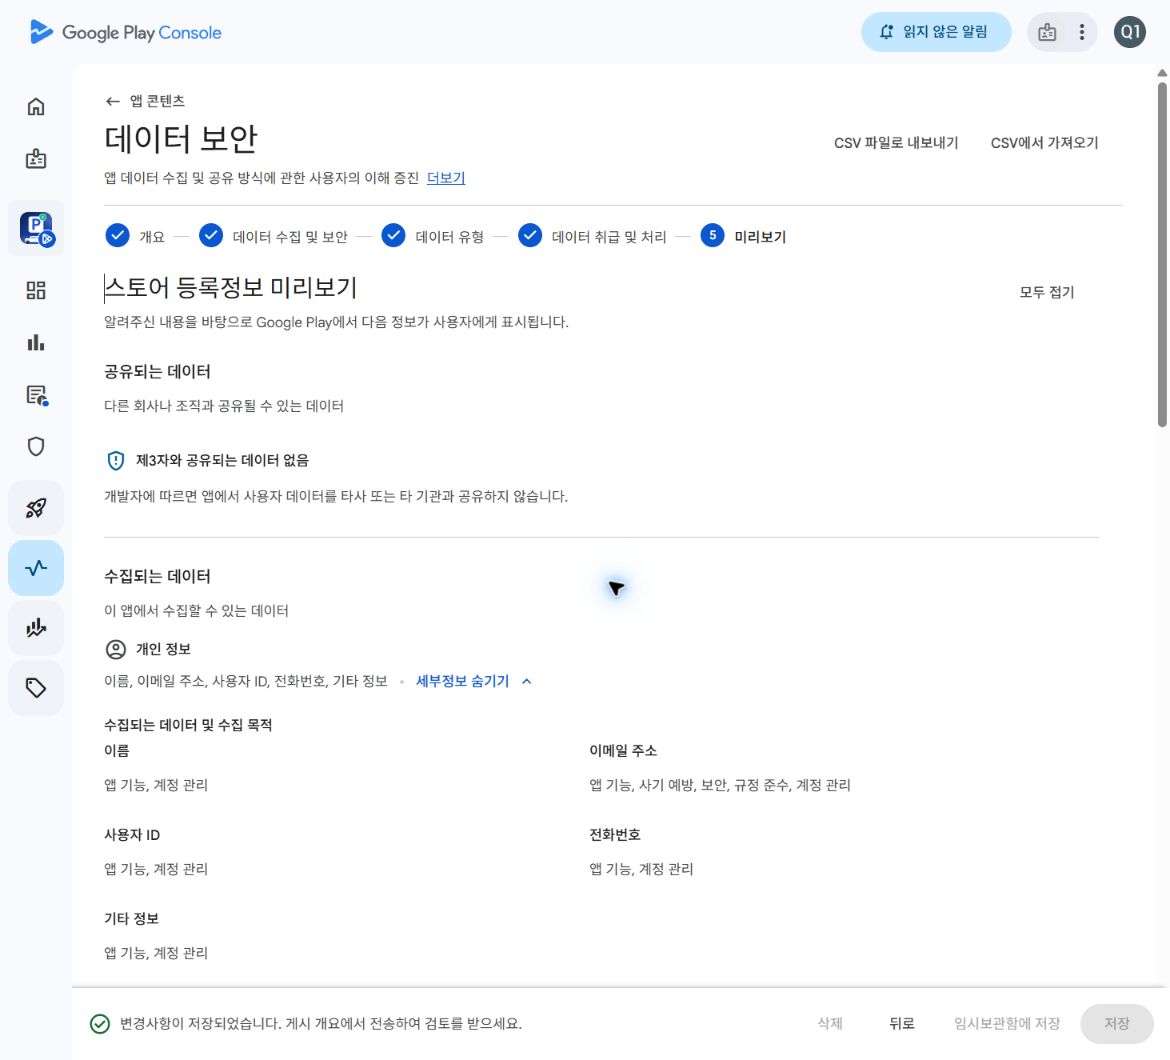 Google Play Console
읽지 않은 알림
Q1
앱 콘텐츠
데이터 보안
CSV 파일로 내보내기
CSV에서 가져오기
앱 데이터 수집 및 공유 방식에 관한 사용자의 이해 증진 더보기
개요
데이터 수집 및 보안
데이터 유형
데이터 취급 및 처리
5 미리보기
스토어 등록정보 미리보기
모두 접기
알려주신 내용을 바탕으로 Google Play에서 다음 정보가 사용자에게 표시됩니다.
공유되는 데이터
다른 회사나 조직과 공유될 수 있는 데이터
제3자와 공유되는 데이터 없음
개발자에 따르면 앱에서 사용자 데이터를 타사 또는 타 기관과 공유하지 않습니다.
수집되는 데이터
이 앱에서 수집할 수 있는 데이터
개인 정보
이름, 이메일 주소, 사용자 ID, 전화번호, 기타 정보 • 세부정보 숨기기
수집되는 데이터 및 수집 목적
이름
앱 기능, 계정 관리
이메일 주소
앱 기능, 사기 예방, 보안, 규정 준수, 계정 관리
사용자 ID
앱 기능, 계정 관리
전화번호
앱 기능, 계정 관리
기타 정보
앱 기능, 계정 관리
변경사항이 저장되었습니다. 게시 개요에서 전송하여 검토를 받으세요.
삭제
뒤로
임시보관함에 저장
저장
P